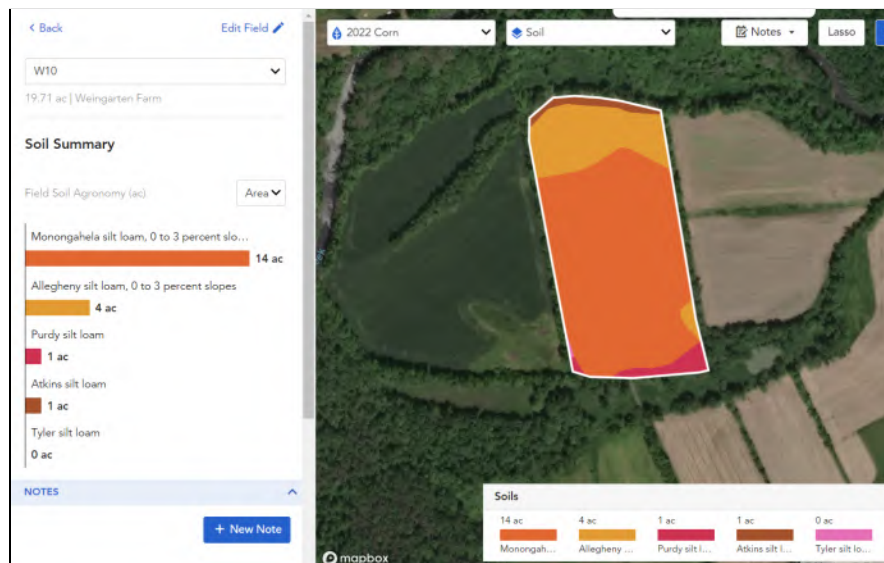 Back
Edit Field
W10
19.71 ac | Weingarten Farm
Soil Summary
Field Soil Agronomy (ac)
Area
Monongahela silt loam, 0 to 3 percent slo...
14 ac
Allegheny silt loam, 0 to 3 percent slopes
4 ac
Purdy silt loam
1 ac
Atkins silt loam
1 ac
Tyler silt loam
0 ac
NOTES
+ New Note
2022 Corn
Soil
Notes
Lasso
Soils
14 ac
4 ac
1 ac
1 ac
0 ac
Monongah...
Allegheny ...
Purdy silt l...
Atkins silt l...
Tyler silt lo...
mapbox